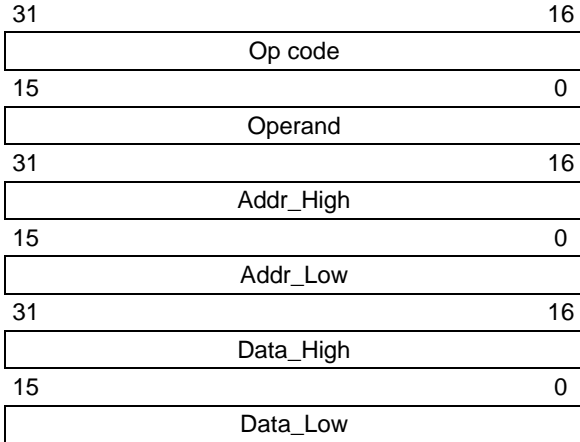 31 16
Op code
15 0
Operand
31 16
Addr_High
15 0
Addr_Low
31 16
Data_High
15 0
Data_Low